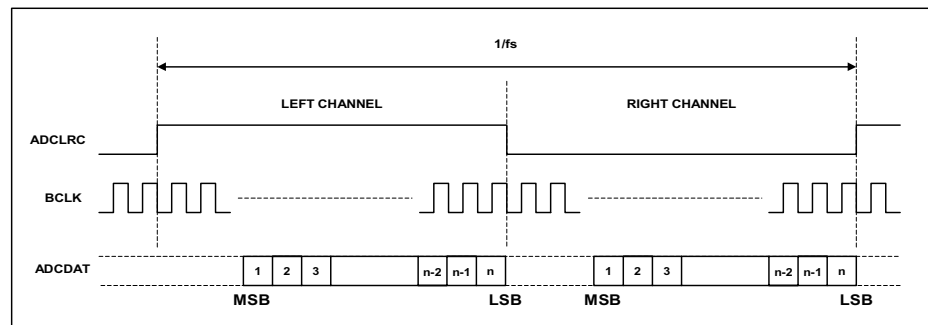 1/fs
LEFT CHANNEL RIGHT CHANNEL
ADCLRC
BCLK
ADCDAT 1 2 3 n-2 n-1 n 1 2 3 n-2 n-1 n
MSB LSB MSB LSB